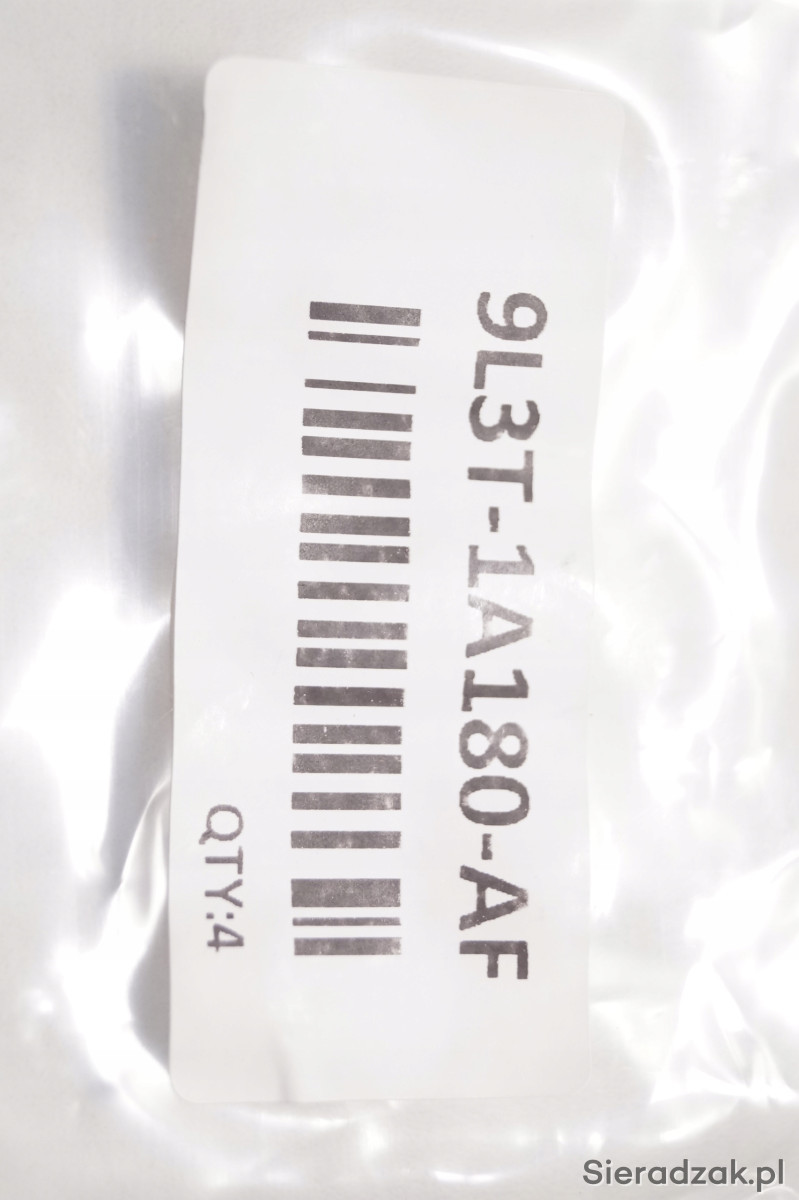 9L3T-1A180-AF
QTY:4
Sieradzak.pl